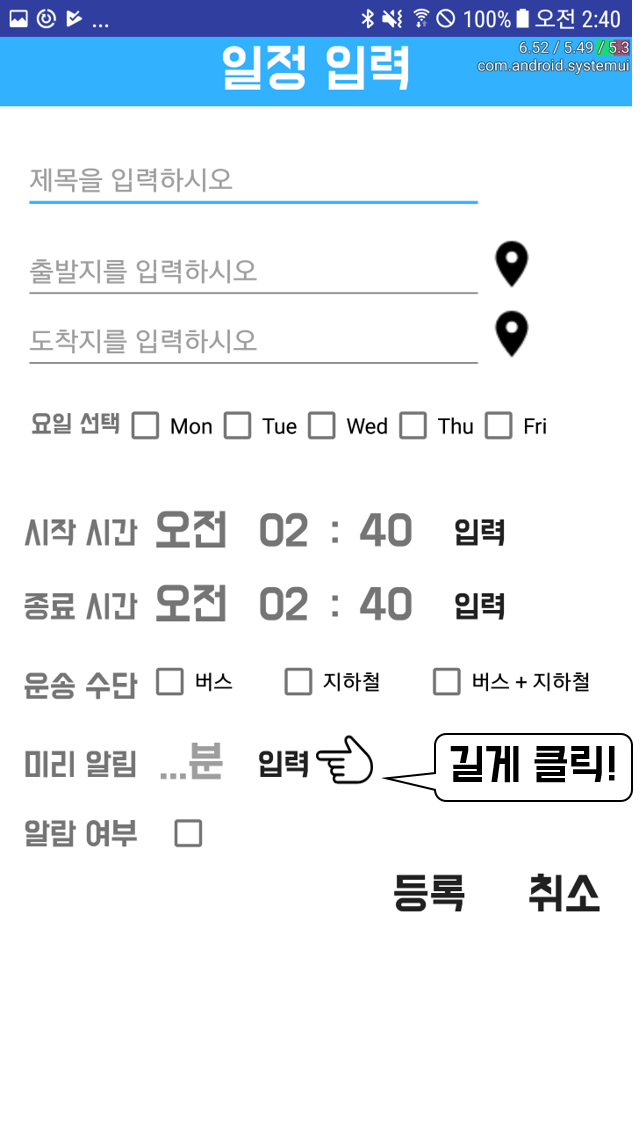 ... 100% 오전 2:40
6.52 / 5.49 / 5.3
com.android.systemui
일정 입력
제목을 입력하시오
출발지를 입력하시오
도착지를 입력하시오
요일 선택 Mon Tue Wed Thu Fri
시작 시간 오전 02 : 40 입력
종료 시간 오전 02 : 40 입력
운송 수단 버스 지하철 버스 + 지하철
미리 알림 ...분 입력 길게 클릭!
알람 여부
등록 취소